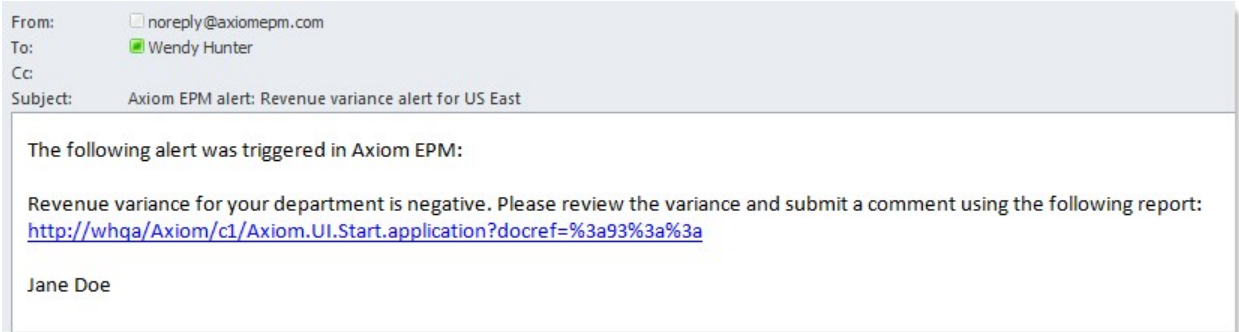 From: noreply@axiomepm.com
To: Wendy Hunter
Cc:
Subject: Axiom EPM alert: Revenue variance alert for US East
The following alert was triggered in Axiom EPM:
Revenue variance for your department is negative. Please review the variance and submit a comment using the following report:
http://whqa/Axiom/c1/Axiom.UI.Start.application?docref=%3a93%3a%3a
Jane Doe